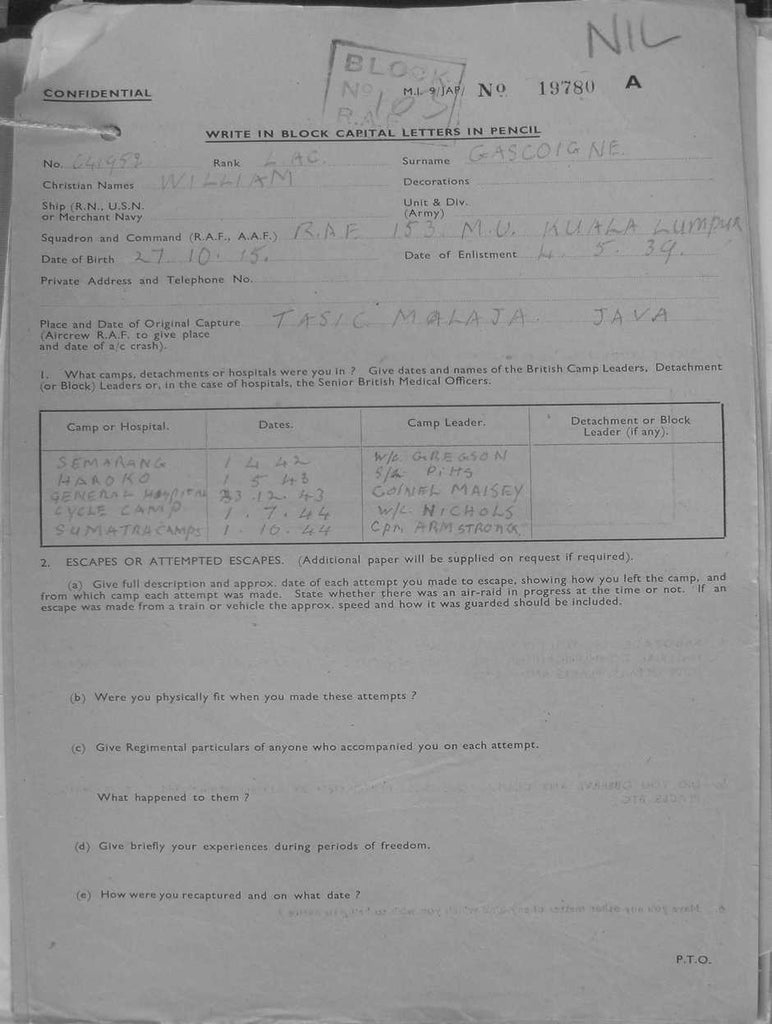 NIL
BLOCK
CONFIDENTIAL
No. 105
M.I. 9/JAP/ No 19780 A
R.A.F.
WRITE IN BLOCK CAPITAL LETTERS IN PENCIL
No. 641952 Rank L.AC. Surname GASCOIGNE.
Christian Names WILLIAM Decorations
Ship (R.N., U.S.N. or Merchant Navy Unit & Div. (Army)
Squadron and Command (R.A.F., A.A.F.) R.A.F. 153. M.U. KUALA LUMPUR
Date of Birth 27.10.15. Date of Enlistment 4. 5. 39.
Private Address and Telephone No.
Place and Date of Original Capture TASIC MALAJA. JAVA
(Aircrew R.A.F. to give place
and date of a/c crash).
1. What camps, detachments or hospitals were you in ? Give dates and names of the British Camp Leaders, Detachment
(or Block) Leaders or, in the case of hospitals, the Senior British Medical Officers.
Camp or Hospital. Dates. Camp Leader. Detachment or Block Leader (if any).
SEMARANG 1 4 42 W/C GREGSON
HAROKO 1 5 43 S/L PITTS
GENERAL HOSPITAL 23.12.43 COLNEL MAISEY
CYCLE CAMP 1.7.44 W/C NICHOLS
SUMATRA CAMPS 1.10.44 Cpn. ARMSTRONG
2. ESCAPES OR ATTEMPTED ESCAPES. (Additional paper will be supplied on request if required).
(a) Give full description and approx. date of each attempt you made to escape, showing how you left the camp, and
from which camp each attempt was made. State whether there was an air-raid in progress at the time or not. If an
escape was made from a train or vehicle the approx. speed and how it was guarded should be included.
(b) Were you physically fit when you made these attempts ?
(c) Give Regimental particulars of anyone who accompanied you on each attempt.
What happened to them ?
(d) Give briefly your experiences during periods of freedom.
(e) How were you recaptured and on what date ?
P.T.O.